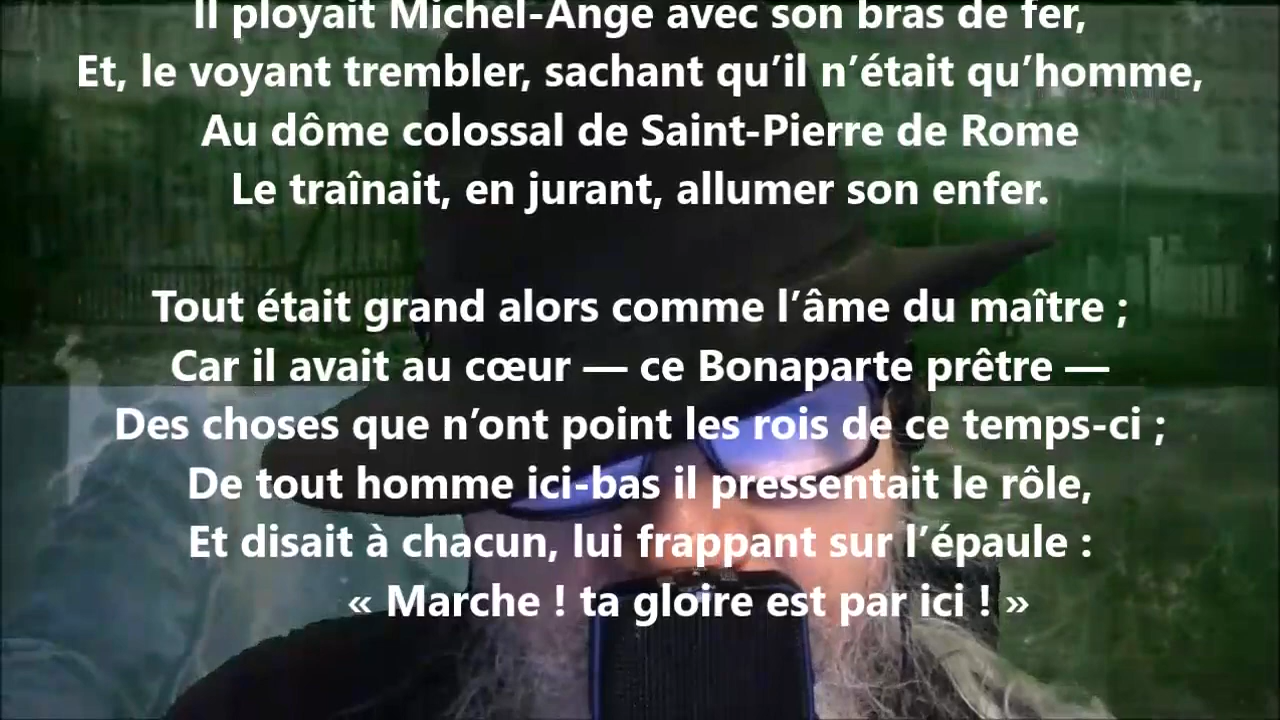 Il ployait Michel-Ange avec son bras de fer,
Et, le voyant trembler, sachant qu’il n’était qu’homme,
Au dôme colossal de Saint-Pierre de Rome
Le traînait, en jurant, allumer son enfer.
Tout était grand alors comme l’âme du maître ;
Car il avait au cœur — ce Bonaparte prêtre —
Des choses que n’ont point les rois de ce temps-ci ;
De tout homme ici-bas il pressentait le rôle,
Et disait à chacun, lui frappant sur l’épaule :
« Marche ! ta gloire est par ici ! »